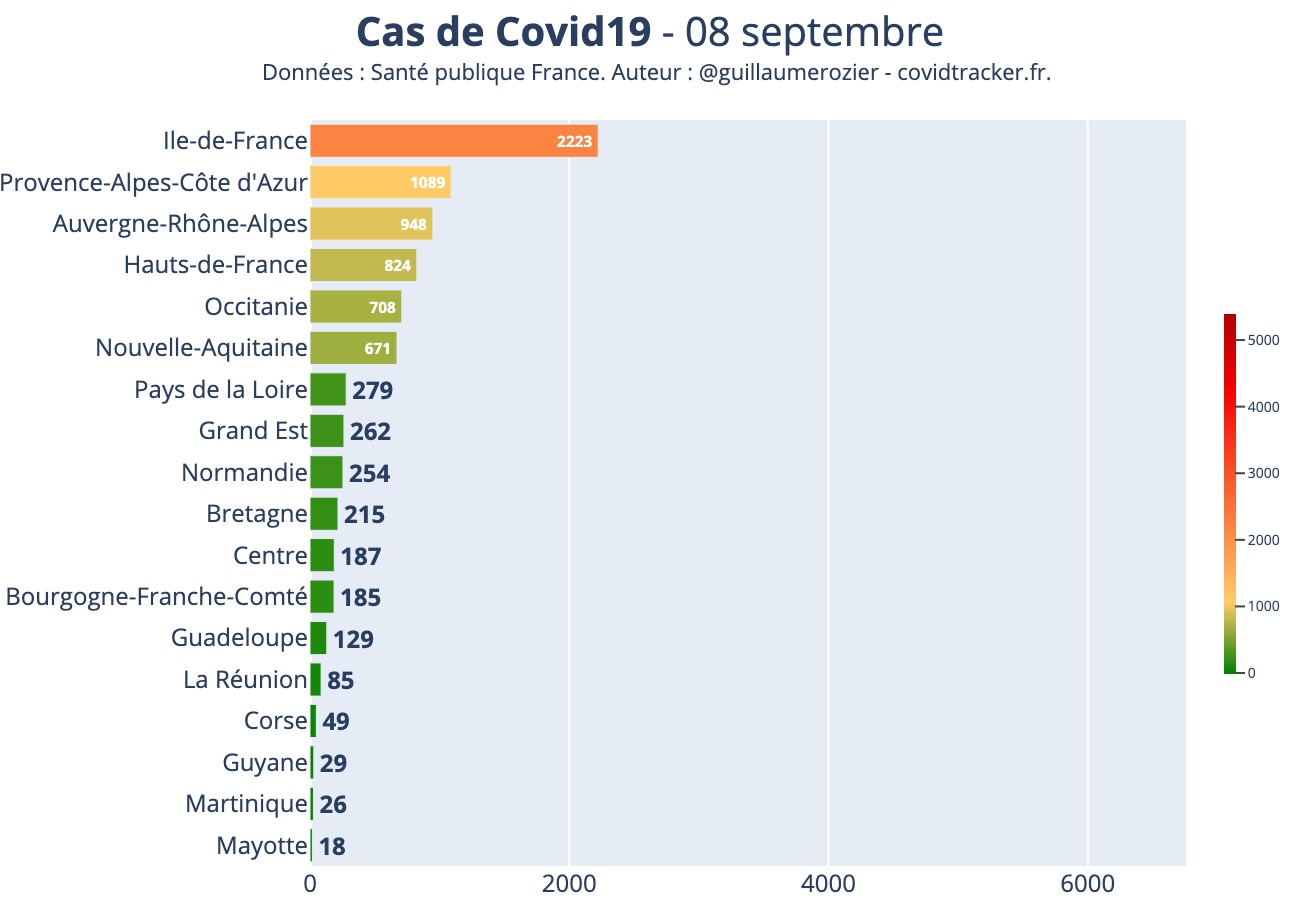 Cas de Covid19 - 08 septembre
Données : Santé publique France. Auteur : @guillaumerozier - covidtracker.fr.
Ile-de-France 2223
Provence-Alpes-Côte d'Azur 1089
Auvergne-Rhône-Alpes 948
Hauts-de-France 824
Occitanie 708
Nouvelle-Aquitaine 671
Pays de la Loire 279
Grand Est 262
Normandie 254
Bretagne 215
Centre 187
Bourgogne-Franche-Comté 185
Guadeloupe 129
La Réunion 85
Corse 49
Guyane 29
Martinique 26
Mayotte 18
0 2000 4000 6000
5000
4000
3000
2000
1000
0